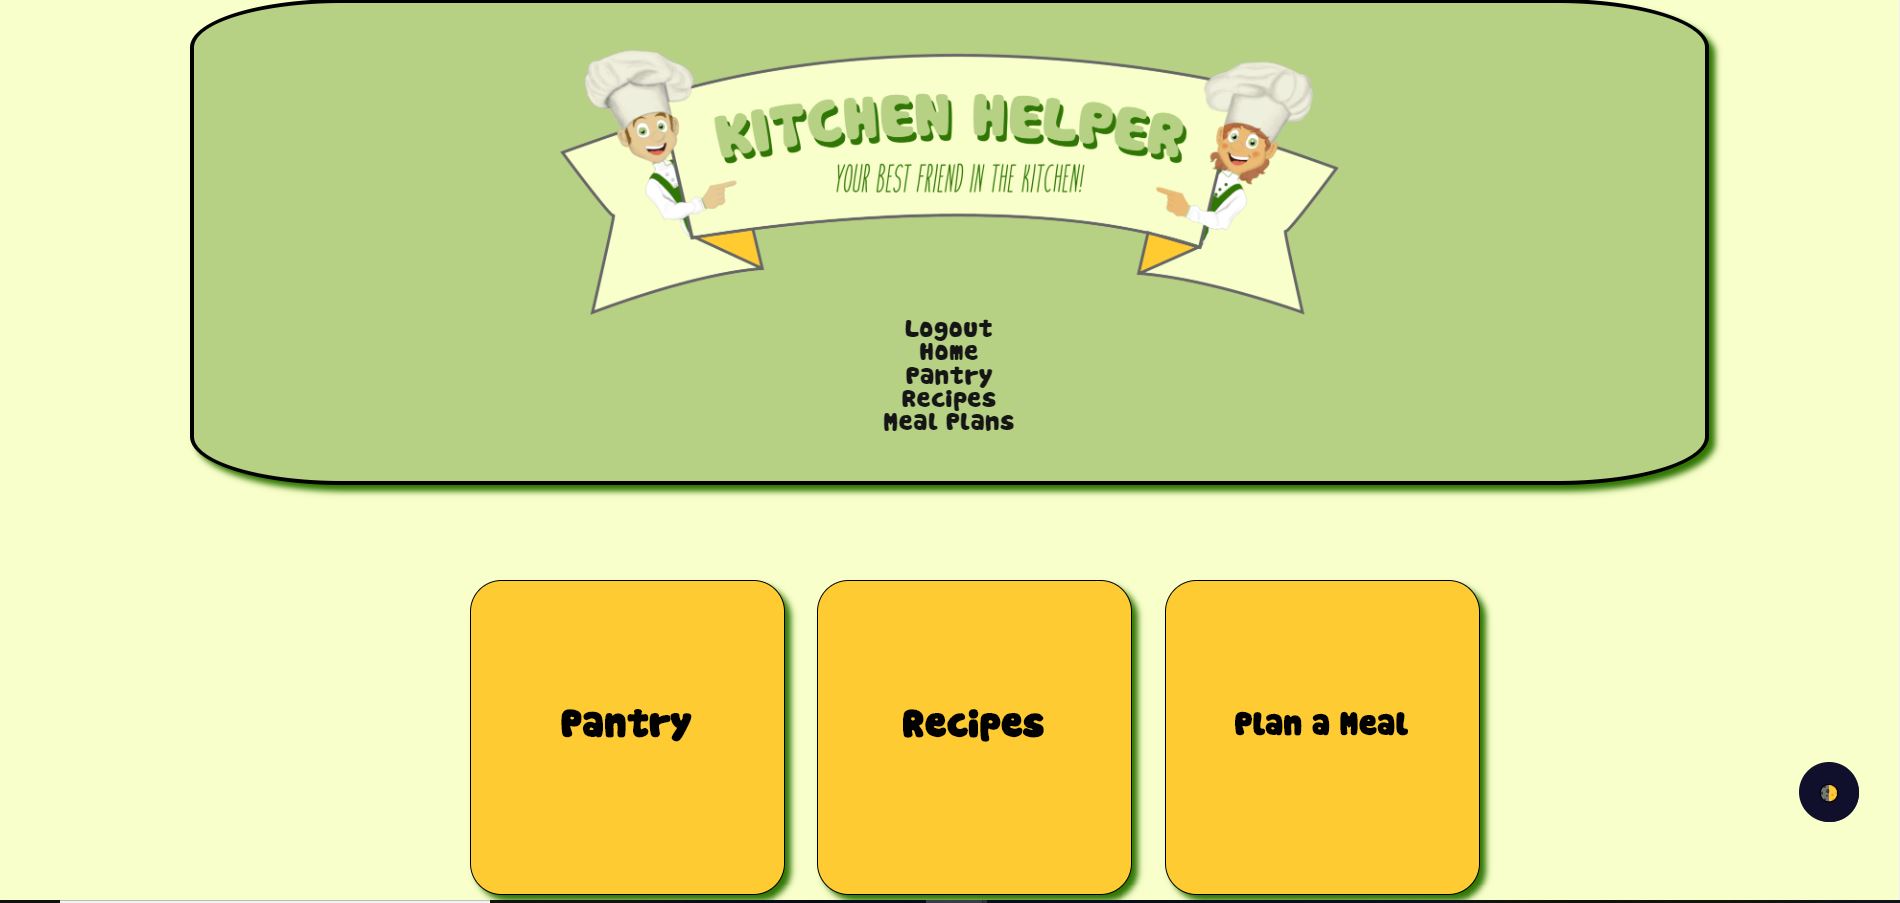 KITCHEN HELPER
YOUR BEST FRIEND IN THE KITCHEN!
Logout
Home
Pantry
Recipes
Meal Plans
Pantry
Recipes
Plan a Meal